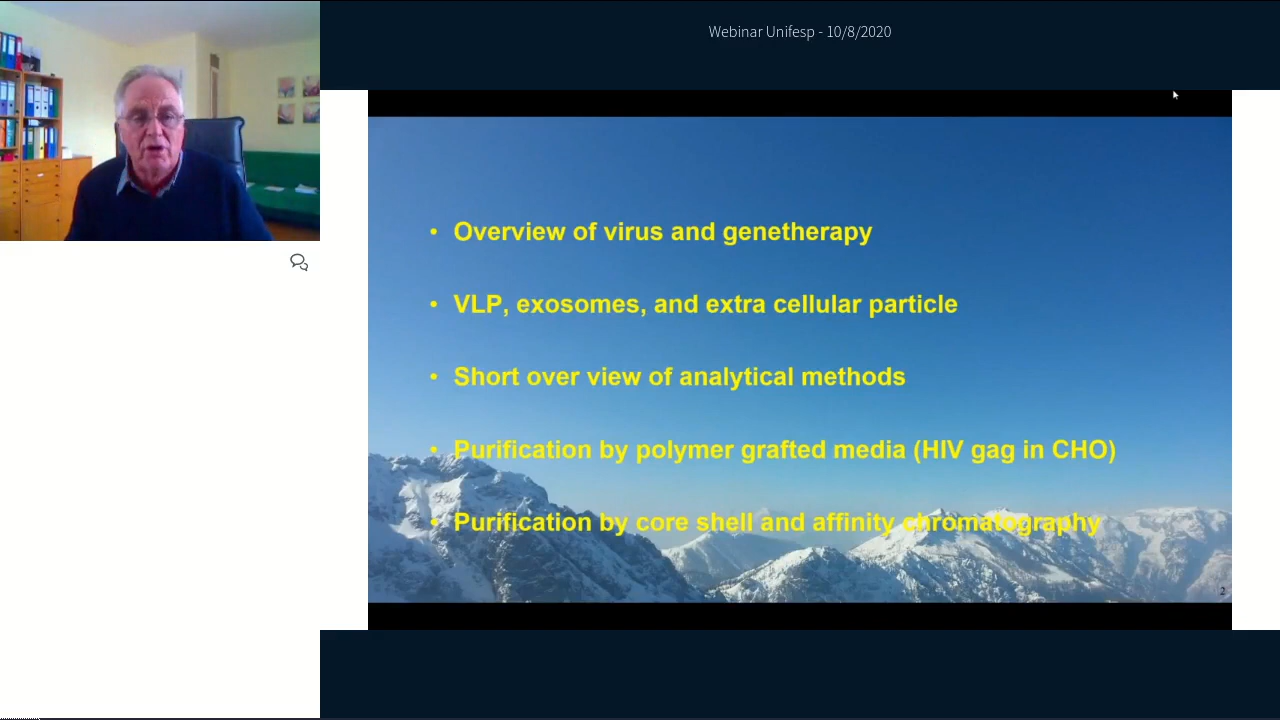 Webinar Unifesp - 10/8/2020
• Overview of virus and genetherapy
• VLP, exosomes, and extra cellular particle
• Short over view of analytical methods
• Purification by polymer grafted media (HIV gag in CHO)
• Purification by core shell and affinity chromatography
2